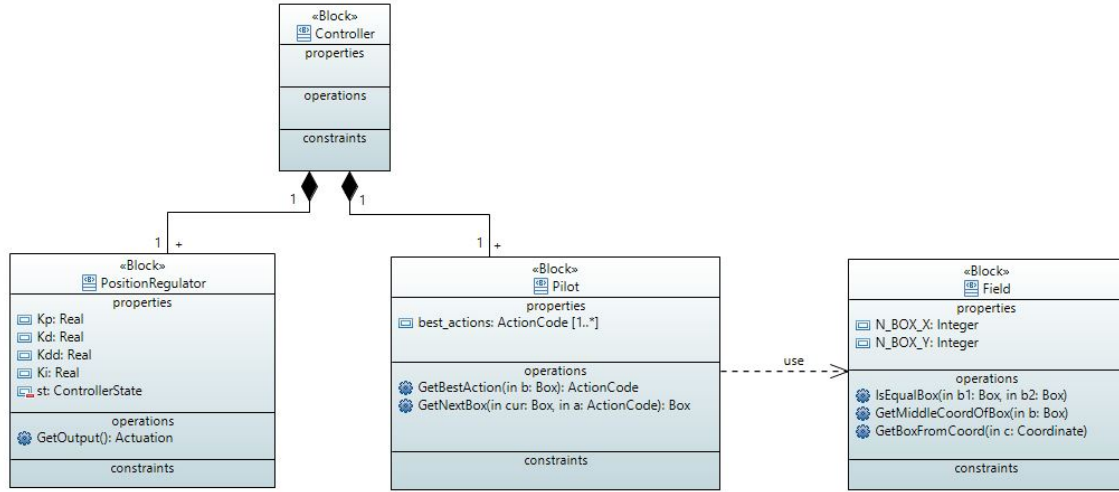 «Block»
Controller
properties
operations
constraints
1
1
1
+
1
+
«Block»
PositionRegulator
properties
Kp: Real
Kd: Real
Kdd: Real
Ki: Real
st: ControllerState
operations
GetOutput(): Actuation
constraints
«Block»
Pilot
properties
best_actions: ActionCode [1..*]
operations
GetBestAction(in b: Box): ActionCode
GetNextBox(in cur: Box, in a: ActionCode): Box
constraints
use
«Block»
Field
properties
N_BOX_X: Integer
N_BOX_Y: Integer
operations
IsEqualBox(in b1: Box, in b2: Box)
GetMiddleCoordOfBox(in b: Box)
GetBoxFromCoord(in c: Coordinate)
constraints